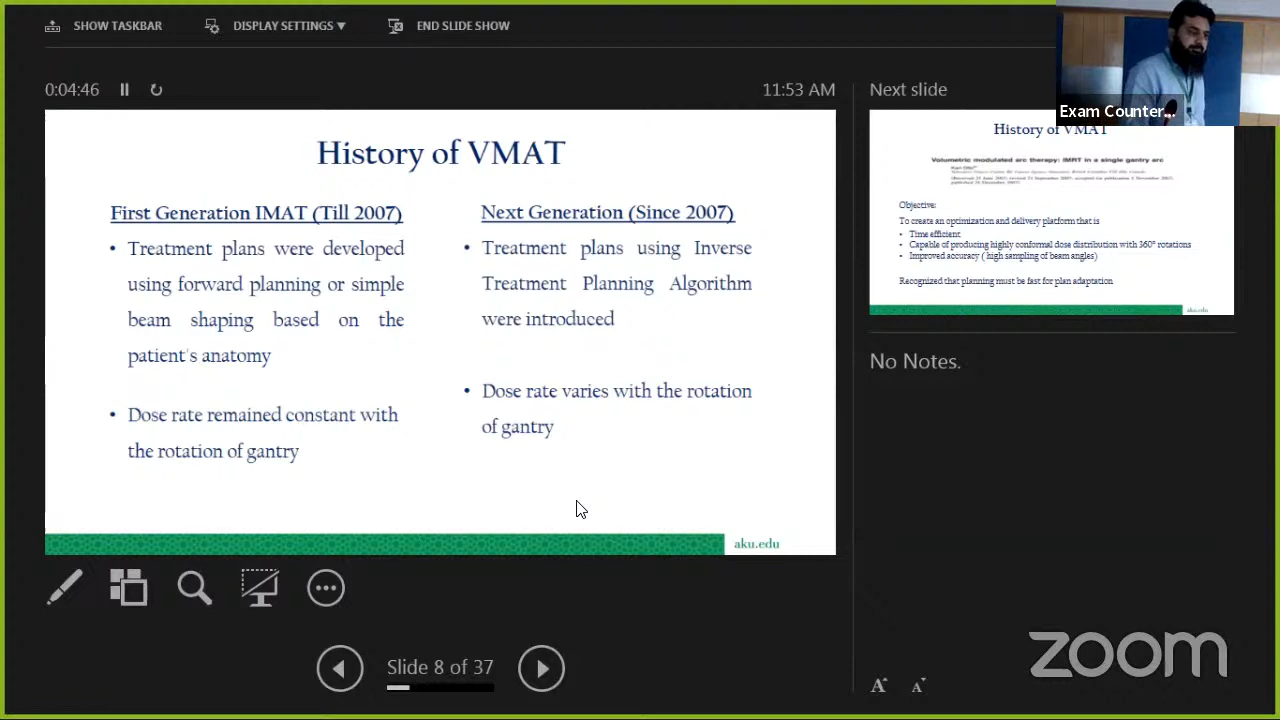 SHOW TASKBAR
DISPLAY SETTINGS
END SLIDE SHOW
0:04:46
11:53 AM
History of VMAT
First Generation IMAT (Till 2007)
• Treatment plans were developed
using forward planning or simple
beam shaping based on the
patient's anatomy
• Dose rate remained constant with
the rotation of gantry
Next Generation (Since 2007)
• Treatment plans using Inverse
Treatment Planning Algorithm
were introduced
• Dose rate varies with the rotation
of gantry
aku.edu
Slide 8 of 37
Exam Counter...
Next slide
History of VMAT
Volumetric modulated arc therapy: IMRT in a single gantry arc
Objective:
To create an optimization and delivery platform that is
• Time efficient
• Capable of producing highly conformal dose distribution with 360° rotations
• Improved accuracy ( high sampling of beam angles)
Recognized that planning must be fast for plan adaptation
aku.edu
No Notes.
A A
zoom